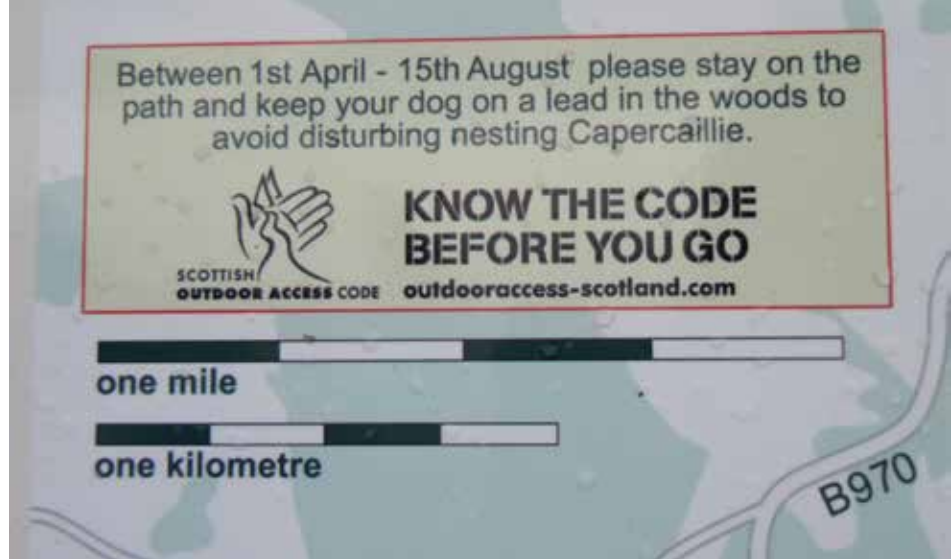 Between 1st April - 15th August please stay on the
path and keep your dog on a lead in the woods to
avoid disturbing nesting Capercaillie.
KNOW THE CODE
BEFORE YOU GO
SCOTTISH
OUTDOOR ACCESS CODE
outdooraccess-scotland.com
one mile
one kilometre
B970